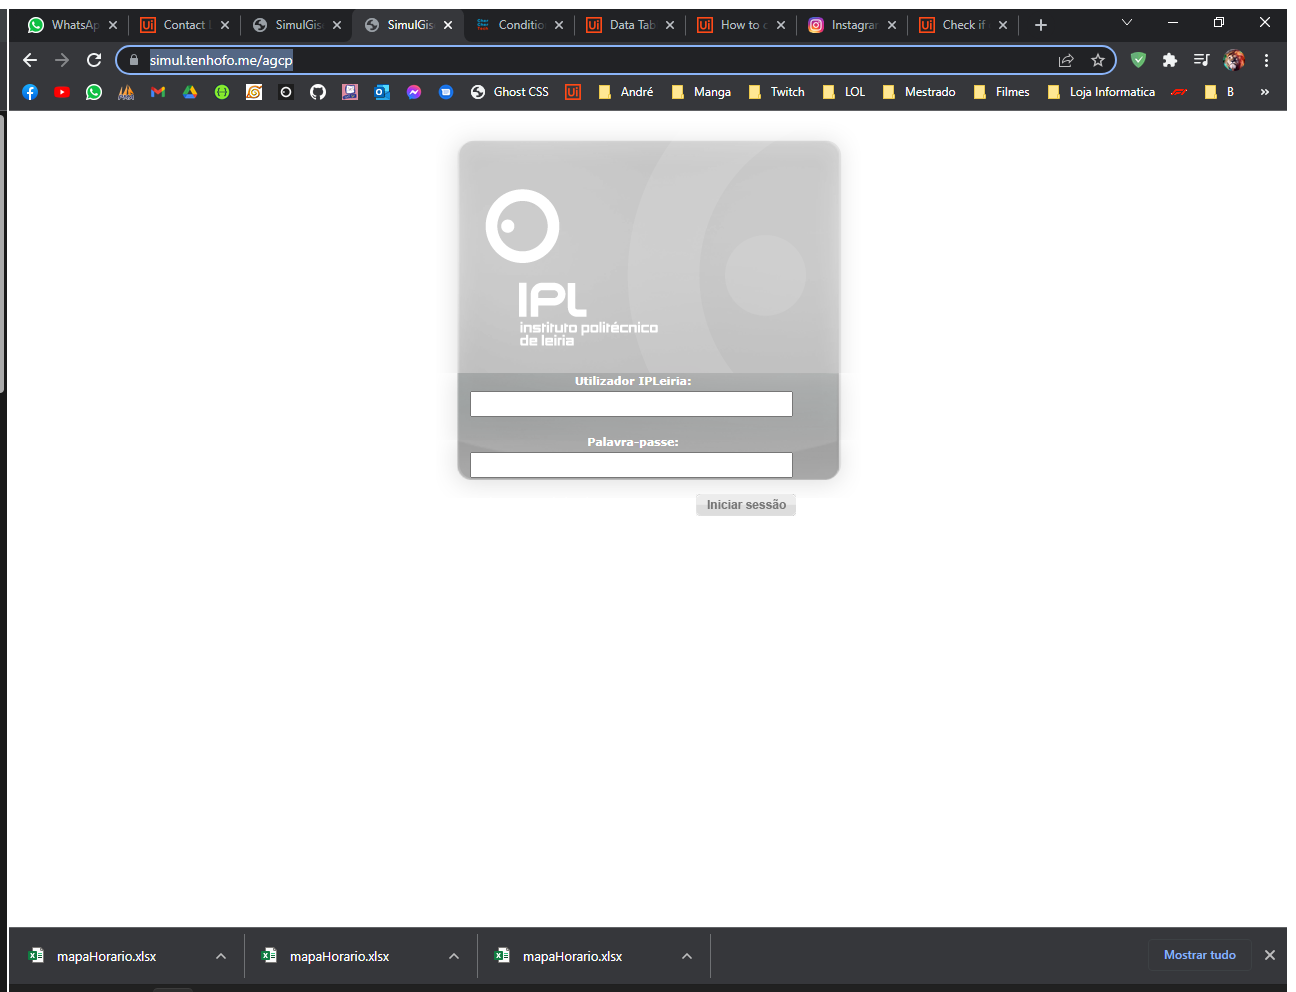 WhatsAp
Contact
SimulGis
SimulGis
Conditio
Data Tab
How to c
Instagrar
Check if
simul.tenhofo.me/agcp
Ghost CSS
André
Manga
Twitch
LOL
Mestrado
Filmes
Loja Informatica
B
IPL
instituto politécnico
de leiria
Utilizador IPLeiria:
Palavra-passe:
Iniciar sessão
mapaHorario.xlsx
mapaHorario.xlsx
mapaHorario.xlsx
Mostrar tudo